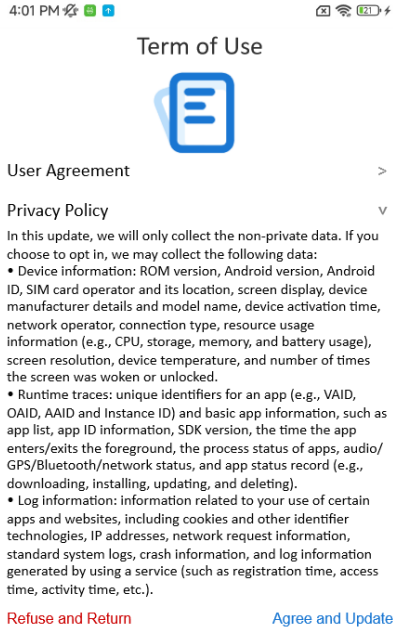 4:01 PM
21
Term of Use
User Agreement >
Privacy Policy v
In this update, we will only collect the non-private data. If you
choose to opt in, we may collect the following data:
• Device information: ROM version, Android version, Android
ID, SIM card operator and its location, screen display, device
manufacturer details and model name, device activation time,
network operator, connection type, resource usage
information (e.g., CPU, storage, memory, and battery usage),
screen resolution, device temperature, and number of times
the screen was woken or unlocked.
• Runtime traces: unique identifiers for an app (e.g., VAID,
OAID, AAID and Instance ID) and basic app information, such as
app list, app ID information, SDK version, the time the app
enters/exits the foreground, the process status of apps, audio/
GPS/Bluetooth/network status, and app status record (e.g.,
downloading, installing, updating, and deleting).
• Log information: information related to your use of certain
apps and websites, including cookies and other identifier
technologies, IP addresses, network request information,
standard system logs, crash information, and log information
generated by using a service (such as registration time, access
time, activity time, etc.).
Refuse and Return
Agree and Update